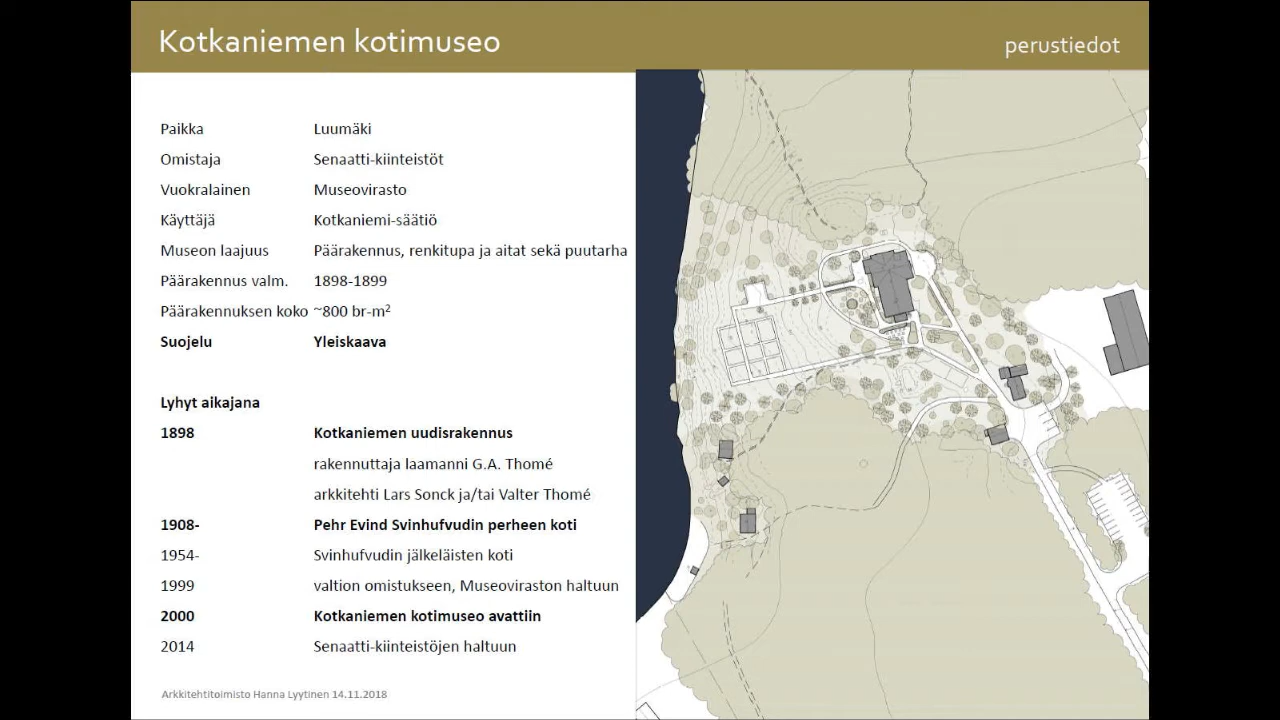 Kotkaniemen kotimuseo
perustiedot
Paikka Luumäki
Omistaja Senaatti-kiinteistöt
Vuokralainen Museovirasto
Käyttäjä Kotkaniemi-säätiö
Museon laajuus Päärakennus, renkitupa ja aitat sekä puutarha
Päärakennus valm. 1898-1899
Päärakennuksen koko ~800 br-m²
Suojelu Yleiskaava
Lyhyt aikajana
1898 Kotkaniemen uudisrakennus
rakennuttaja laamanni G.A. Thomé
arkkitehti Lars Sonck ja/tai Valter Thomé
1908- Pehr Evind Svinhufvudin perheen koti
1954- Svinhufvudin jälkeläisten koti
1999 valtion omistukseen, Museoviraston haltuun
2000 Kotkaniemen kotimuseo avattiin
2014 Senaatti-kiinteistöjen haltuun
Arkkitehtitoimisto Hanna Lyytinen 14.11.2018